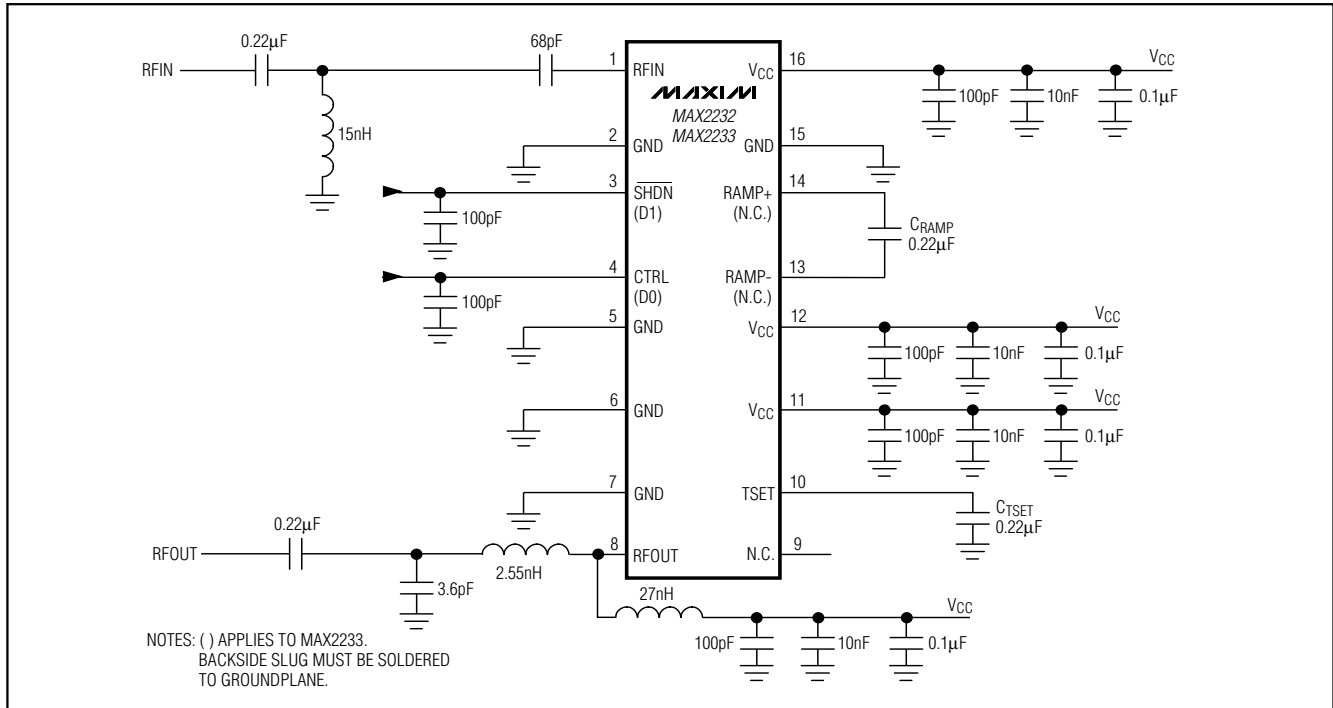 0.22µF
68pF
RFIN
15nH
1
RFIN
2
GND
3
SHDN
(D1)
100pF
4
CTRL
(D0)
100pF
5
GND
6
GND
7
GND
8
RFOUT
MAXIM
MAX2232
MAX2233
16
VCC
VCC
100pF
10nF
0.1µF
15
GND
14
RAMP+
(N.C.)
CRAMP
0.22µF
13
RAMP-
(N.C.)
12
VCC
VCC
100pF
10nF
0.1µF
11
VCC
VCC
100pF
10nF
0.1µF
10
TSET
CTSET
0.22µF
9
N.C.
0.22µF
RFOUT
3.6pF
2.55nH
27nH
VCC
100pF
10nF
0.1µF
NOTES: ( ) APPLIES TO MAX2233.
BACKSIDE SLUG MUST BE SOLDERED
TO GROUNDPLANE.